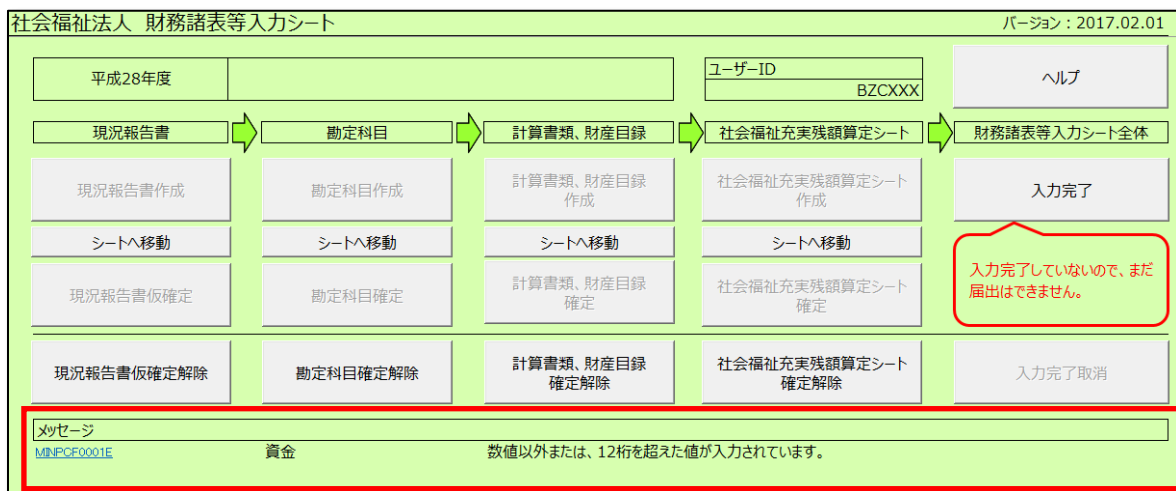 社会福祉法人 財務諸表等入力シート
バージョン：2017.02.01
平成28年度
ユーザーID
BZCXXX
ヘルプ
現況報告書
勘定科目
計算書類、財産目録
社会福祉充実残額算定シート
財務諸表等入力シート全体
現況報告書作成
勘定科目作成
計算書類、財産目録
作成
社会福祉充実残額算定シート
作成
入力完了
シートへ移動
シートへ移動
シートへ移動
シートへ移動
入力完了していないので、まだ
届出はできません。
現況報告書仮確定
勘定科目確定
計算書類、財産目録
確定
社会福祉充実残額算定シート
確定
現況報告書仮確定解除
勘定科目確定解除
計算書類、財産目録
確定解除
社会福祉充実残額算定シート
確定解除
入力完了取消
メッセージ
MINPCF0001E 資金 数値以外または、12桁を超えた値が入力されています。